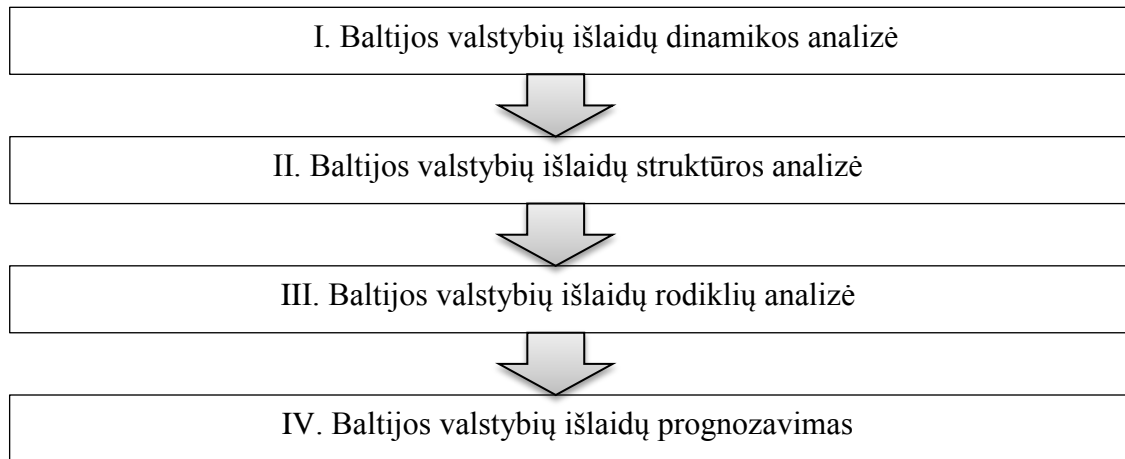 I. Baltijos valstybių išlaidų dinamikos analizė
II. Baltijos valstybių išlaidų struktūros analizė
III. Baltijos valstybių išlaidų rodiklių analizė
IV. Baltijos valstybių išlaidų prognozavimas